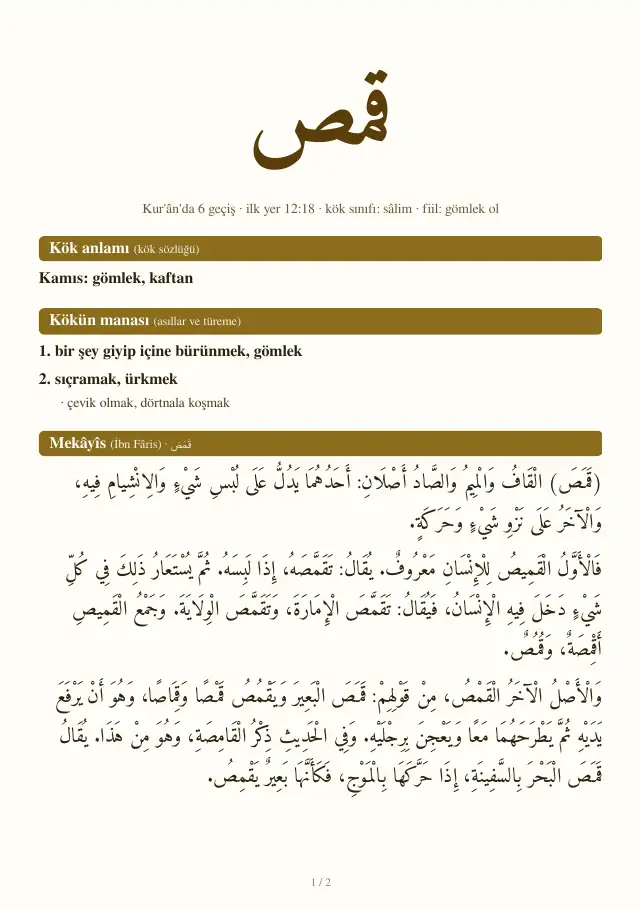 قمص
Kur'ân'da 6 geçiş · ilk yer 12:18 · kök sınıfı: sâlim · fiil: gömlek ol
Kök anlamı (kök sözlüğü)
Kamıs: gömlek, kaftan
Kökün manası (asıllar ve türeme)
1. bir şey giyip içine bürünmek, gömlek
2. sıçramak, ürkmek
· çevik olmak, dörtnala koşmak
Mekâyîs (İbn Fâris) · قَمَصَ
(قَمَصَ) الْقَافُ وَالْمِيمُ وَالصَّادُ أَصْلَانِ: أَحَدُهُمَا يَدُلُّ عَلَى لُبْسِ شَيْءٍ وَالِانْشِيَامِ فِيهِ،
وَالْآخَرُ عَلَى نَزْوِ شَيْءٍ وَحَرَكَةٍ.
فَالْأَوَّلُ الْقَمِيصُ لِلْإِنْسَانِ مَعْرُوفٌ. يُقَالُ: تَقَمَّصَهُ، إِذَا لَبِسَهُ. ثُمَّ يُسْتَعَارُ ذَلِكَ فِي كُلِّ
شَيْءٍ دَخَلَ فِيهِ الْإِنْسَانُ، فَيُقَالُ: تَقَمَّصَ الْإِمَارَةَ، وَتَقَمَّصَ الْوِلَايَةَ. وَجَمْعُ الْقَمِيصِ
أَقْمِصَةٌ، وَقُمُصٌ.
وَالْأَصْلُ الْآخَرُ الْقَمْصُ، مِنْ قَوْلِهِمْ: قَمَصَ الْبَعِيرَ وَيَقْمُصُ قَمْصًا وَقِمَاصًا، وَهُوَ أَنْ يَرْفَعَ
يَدَيْهِ ثُمَّ يَطْرَحَهُمَا مَعًا وَيَعْجِنَ بِرِجْلَيْهِ. وَفِي الْحَدِيثِ ذِكْرُ الْقَامِصَةِ، وَهُوَ مِنْ هَذَا. يُقَالُ
قَمَصَ الْبَحْرَ بِالسَّفِينَةِ، إِذَا حَرَّكَهَا بِالْمَوْجِ، فَكَأَنَّهَا بَعِيرٌ يَقْمِصُ.
1 / 2